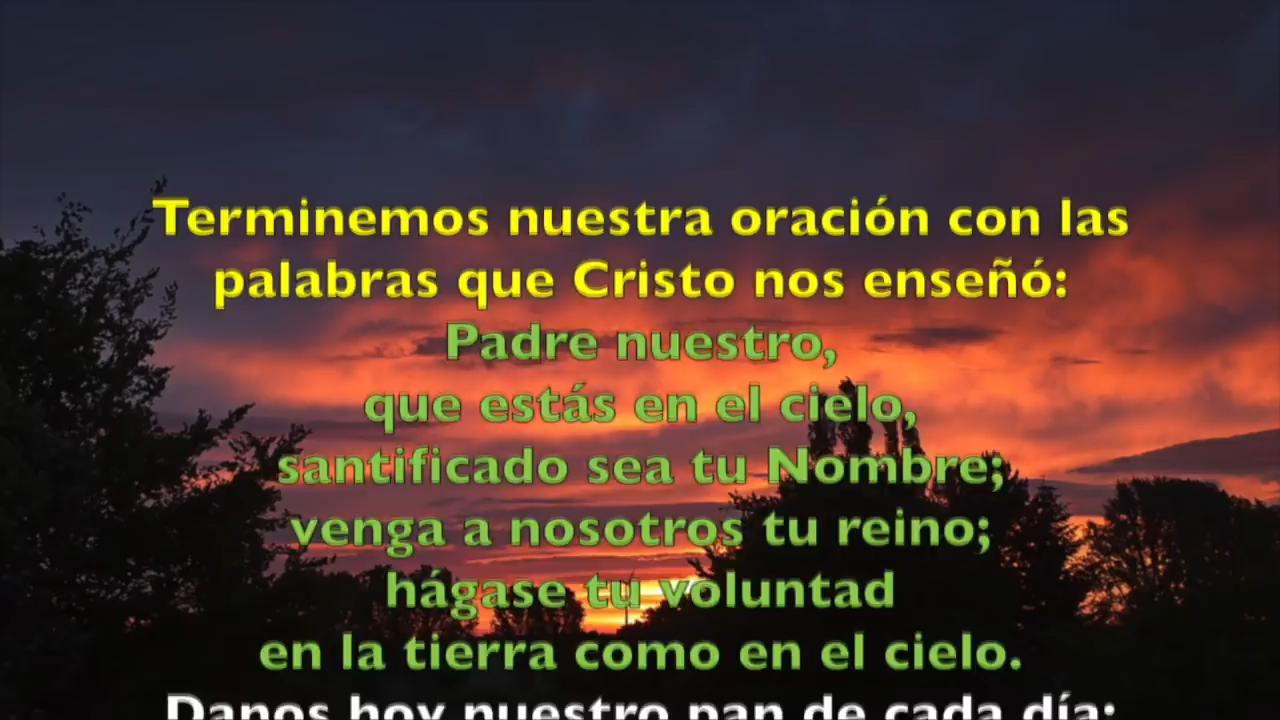 Terminemos nuestra oración con las
palabras que Cristo nos enseñó:
Padre nuestro,
que estás en el cielo,
santificado sea tu Nombre;
venga a nosotros tu reino;
hágase tu voluntad
en la tierra como en el cielo.
Danos hoy nuestro pan de cada día;